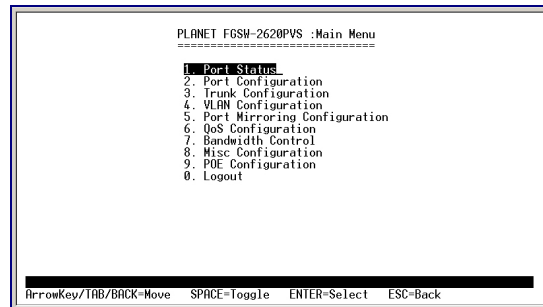 PLANET FGSW-2620PVS :Main Menu
==============================
1. Port Status
2. Port Configuration
3. Trunk Configuration
4. VLAN Configuration
5. Port Mirroring Configuration
6. QoS Configuration
7. Bandwidth Control
8. Misc Configuration
9. POE Configuration
0. Logout
ArrowKey/TAB/BACK=Move SPACE=Toggle ENTER=Select ESC=Back